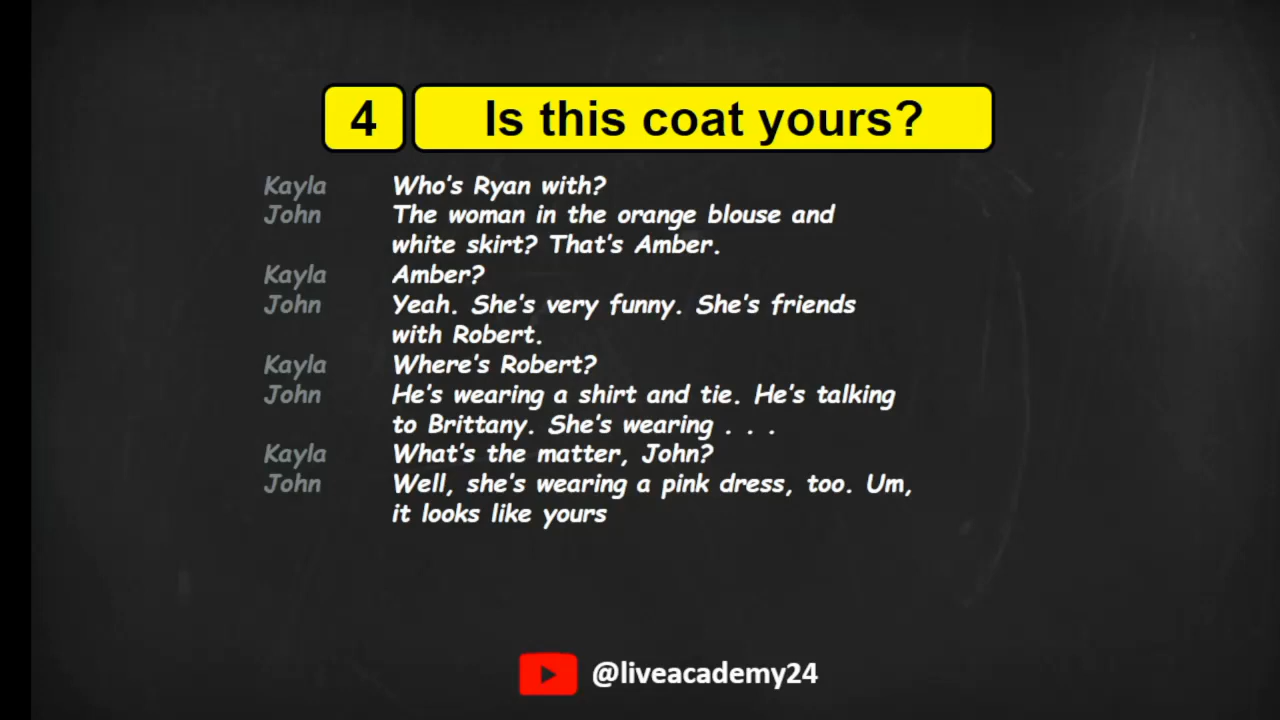 4 Is this coat yours?
Kayla Who's Ryan with?
John The woman in the orange blouse and
white skirt? That's Amber.
Kayla Amber?
John Yeah. She's very funny. She's friends
with Robert.
Kayla Where's Robert?
John He's wearing a shirt and tie. He's talking
to Brittany. She's wearing . . .
Kayla What's the matter, John?
John Well, she's wearing a pink dress, too. Um,
it looks like yours
@liveacademy24